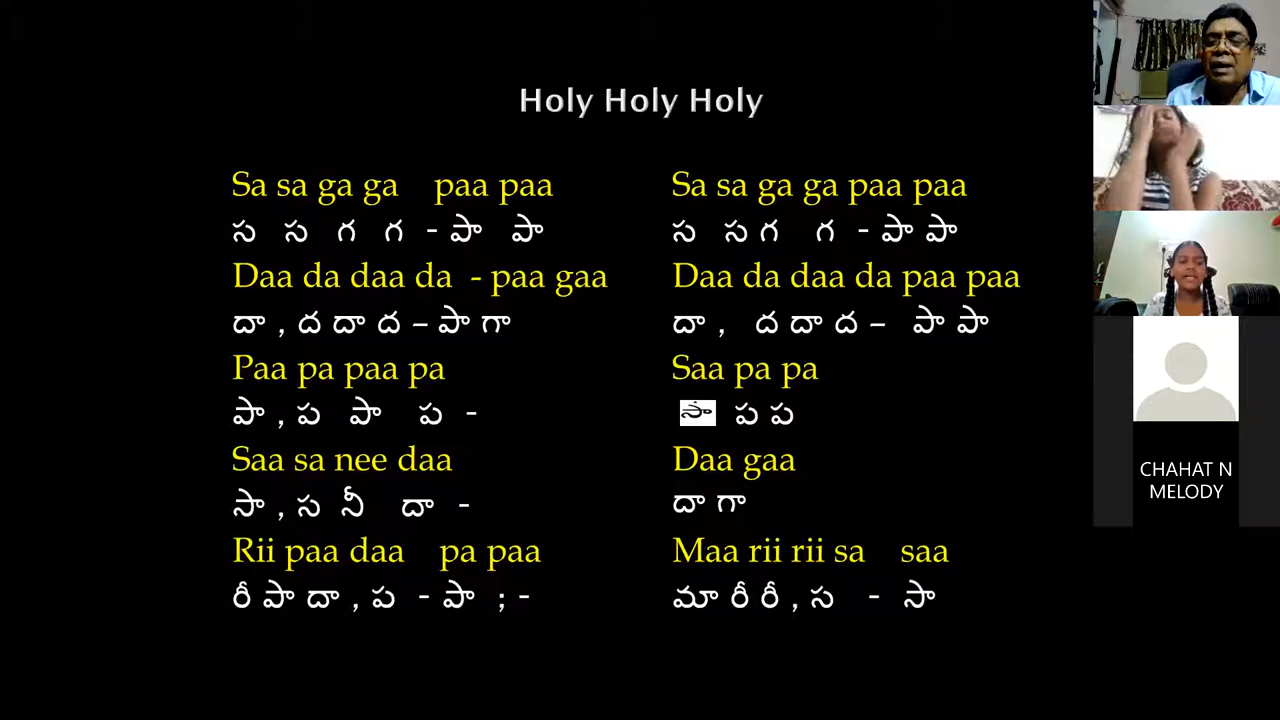 Holy Holy Holy
Sa sa ga ga paa paa
స స గ గ - పా పా
Daa da daa da - paa gaa
దా , ద దా ద – పా గా
Paa pa paa pa
పా , ప పా ప -
Saa sa nee daa
సా , స నీ దా -
Rii paa daa pa paa
రీ పా దా , ప - పా ; -
Sa sa ga ga paa paa
స స గ గ - పా పా
Daa da daa da paa paa
దా , ద దా ద – పా పా
Saa pa pa
సా ప ప
Daa gaa
దా గా
Maa rii rii sa saa
మా రీ రీ , స - సా
CHAHAT N
MELODY